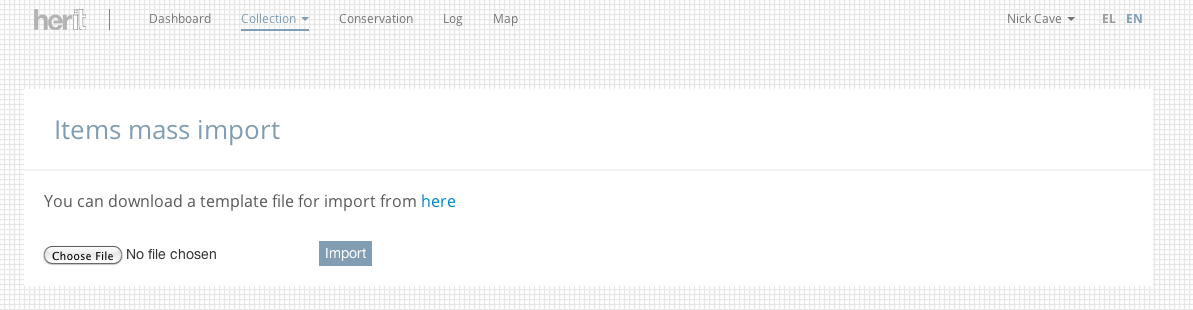 herit Dashboard Collection Conservation Log Map Nick Cave EL EN
Items mass import
You can download a template file for import from here
Choose File No file chosen Import